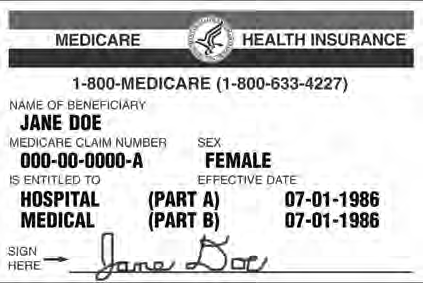 MEDICARE HEALTH INSURANCE
1-800-MEDICARE (1-800-633-4227)
NAME OF BENEFICIARY
JANE DOE
MEDICARE CLAIM NUMBER SEX
000-00-0000-A FEMALE
IS ENTITLED TO EFFECTIVE DATE
HOSPITAL (PART A) 07-01-1986
MEDICAL (PART B) 07-01-1986
SIGN
HERE Jane Doe